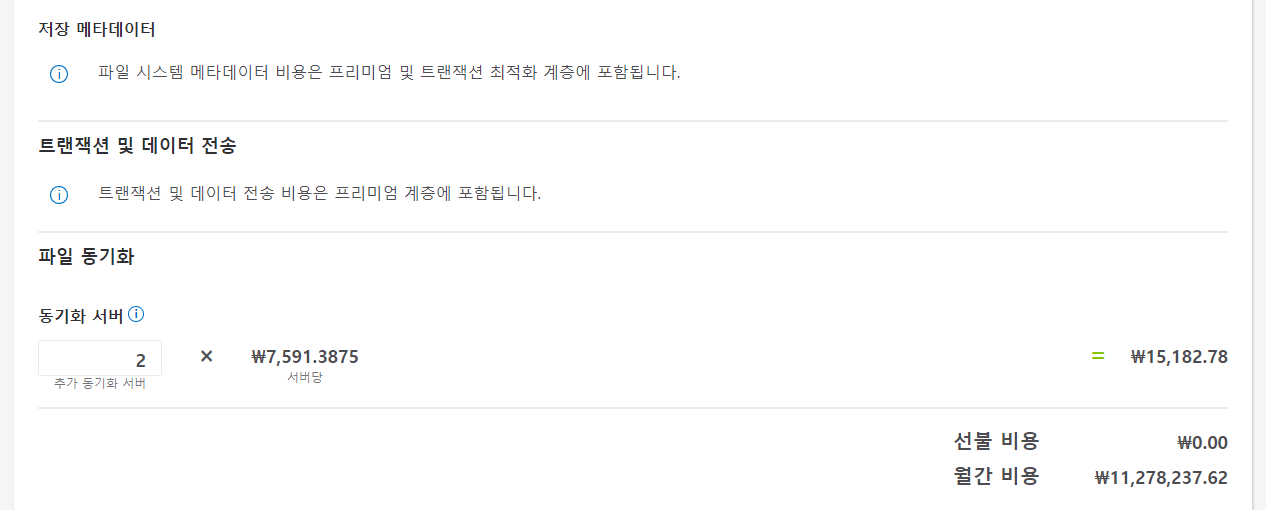 저장 메타데이터
파일 시스템 메타데이터 비용은 프리미엄 및 트랜잭션 최적화 계층에 포함됩니다.
트랜잭션 및 데이터 전송
트랜잭션 및 데이터 전송 비용은 프리미엄 계층에 포함됩니다.
파일 동기화
동기화 서버
2 × ₩7,591.3875 = ₩15,182.78
추가 동기화 서버 서버당
선불 비용 ₩0.00
월간 비용 ₩11,278,237.62